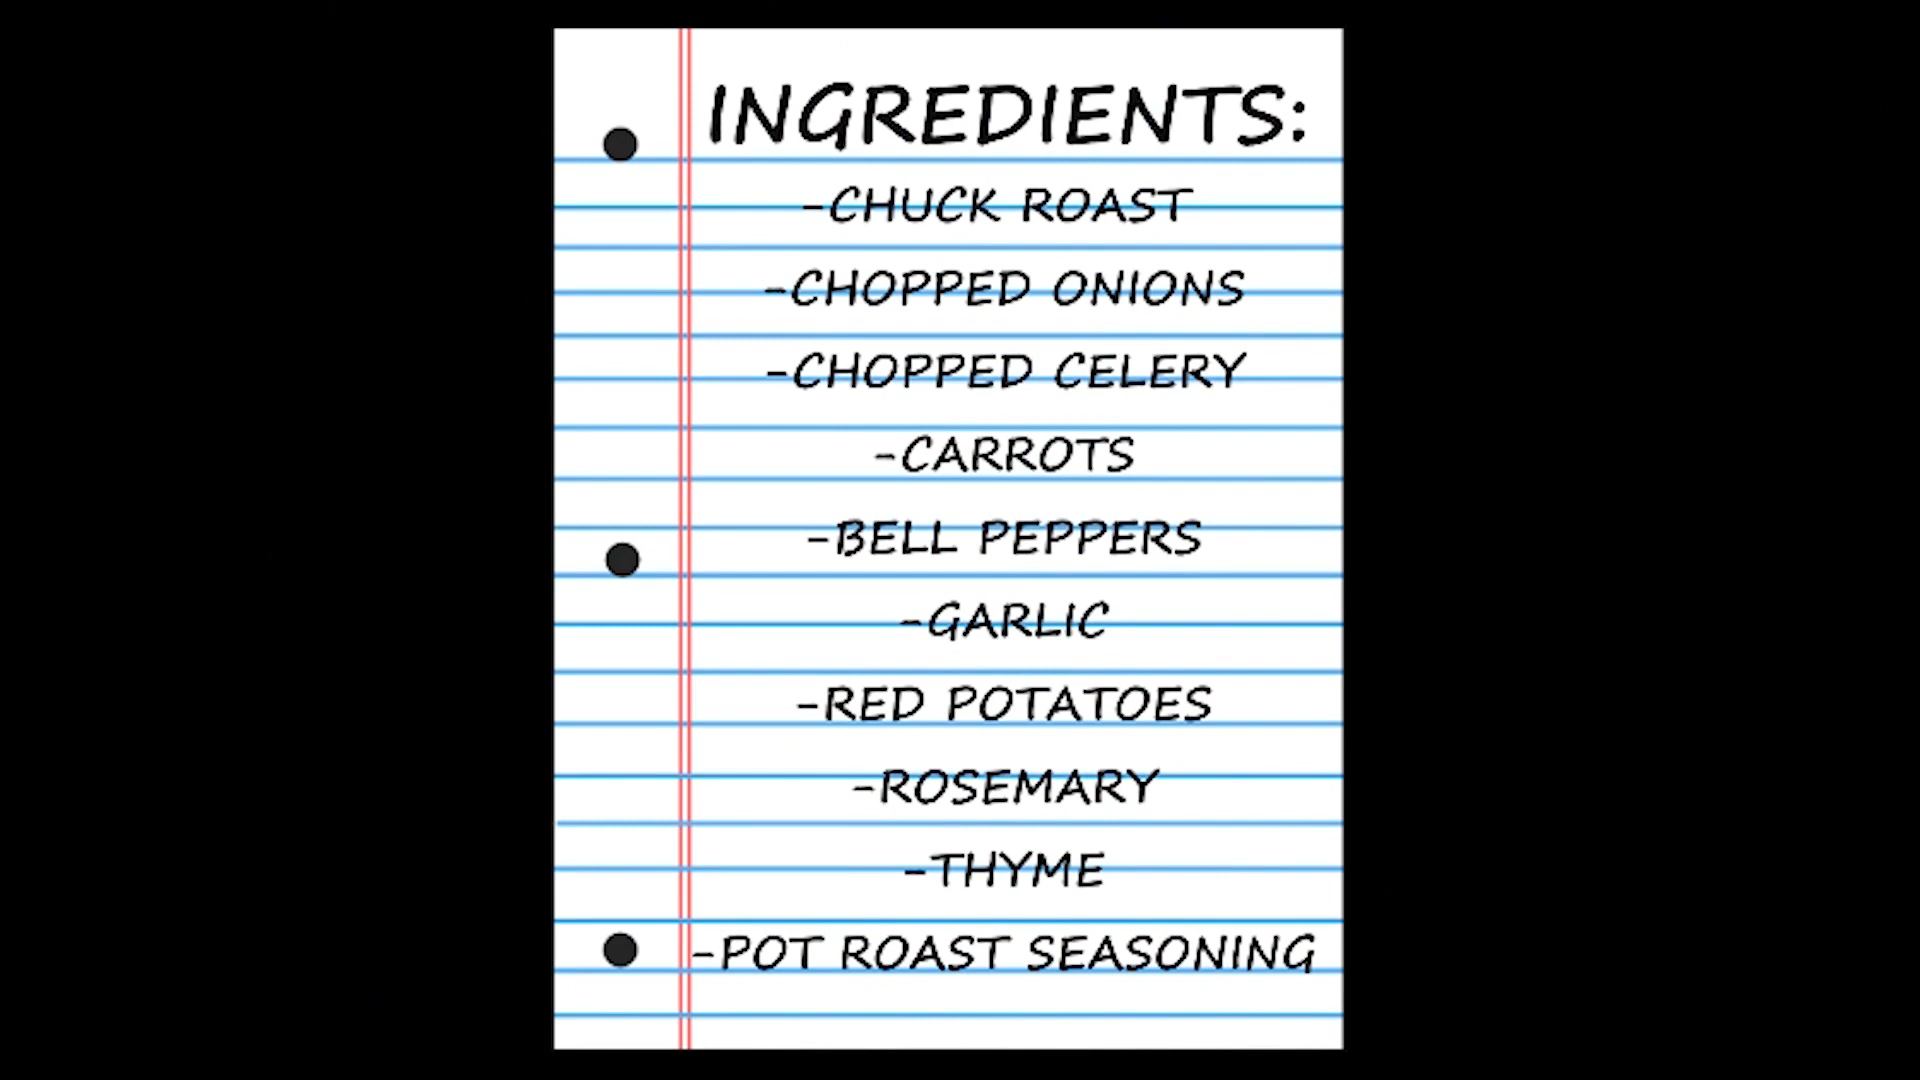 INGREDIENTS:
-CHUCK ROAST
-CHOPPED ONIONS
-CHOPPED CELERY
-CARROTS
-BELL PEPPERS
-GARLIC
-RED POTATOES
-ROSEMARY
-THYME
-POT ROAST SEASONING